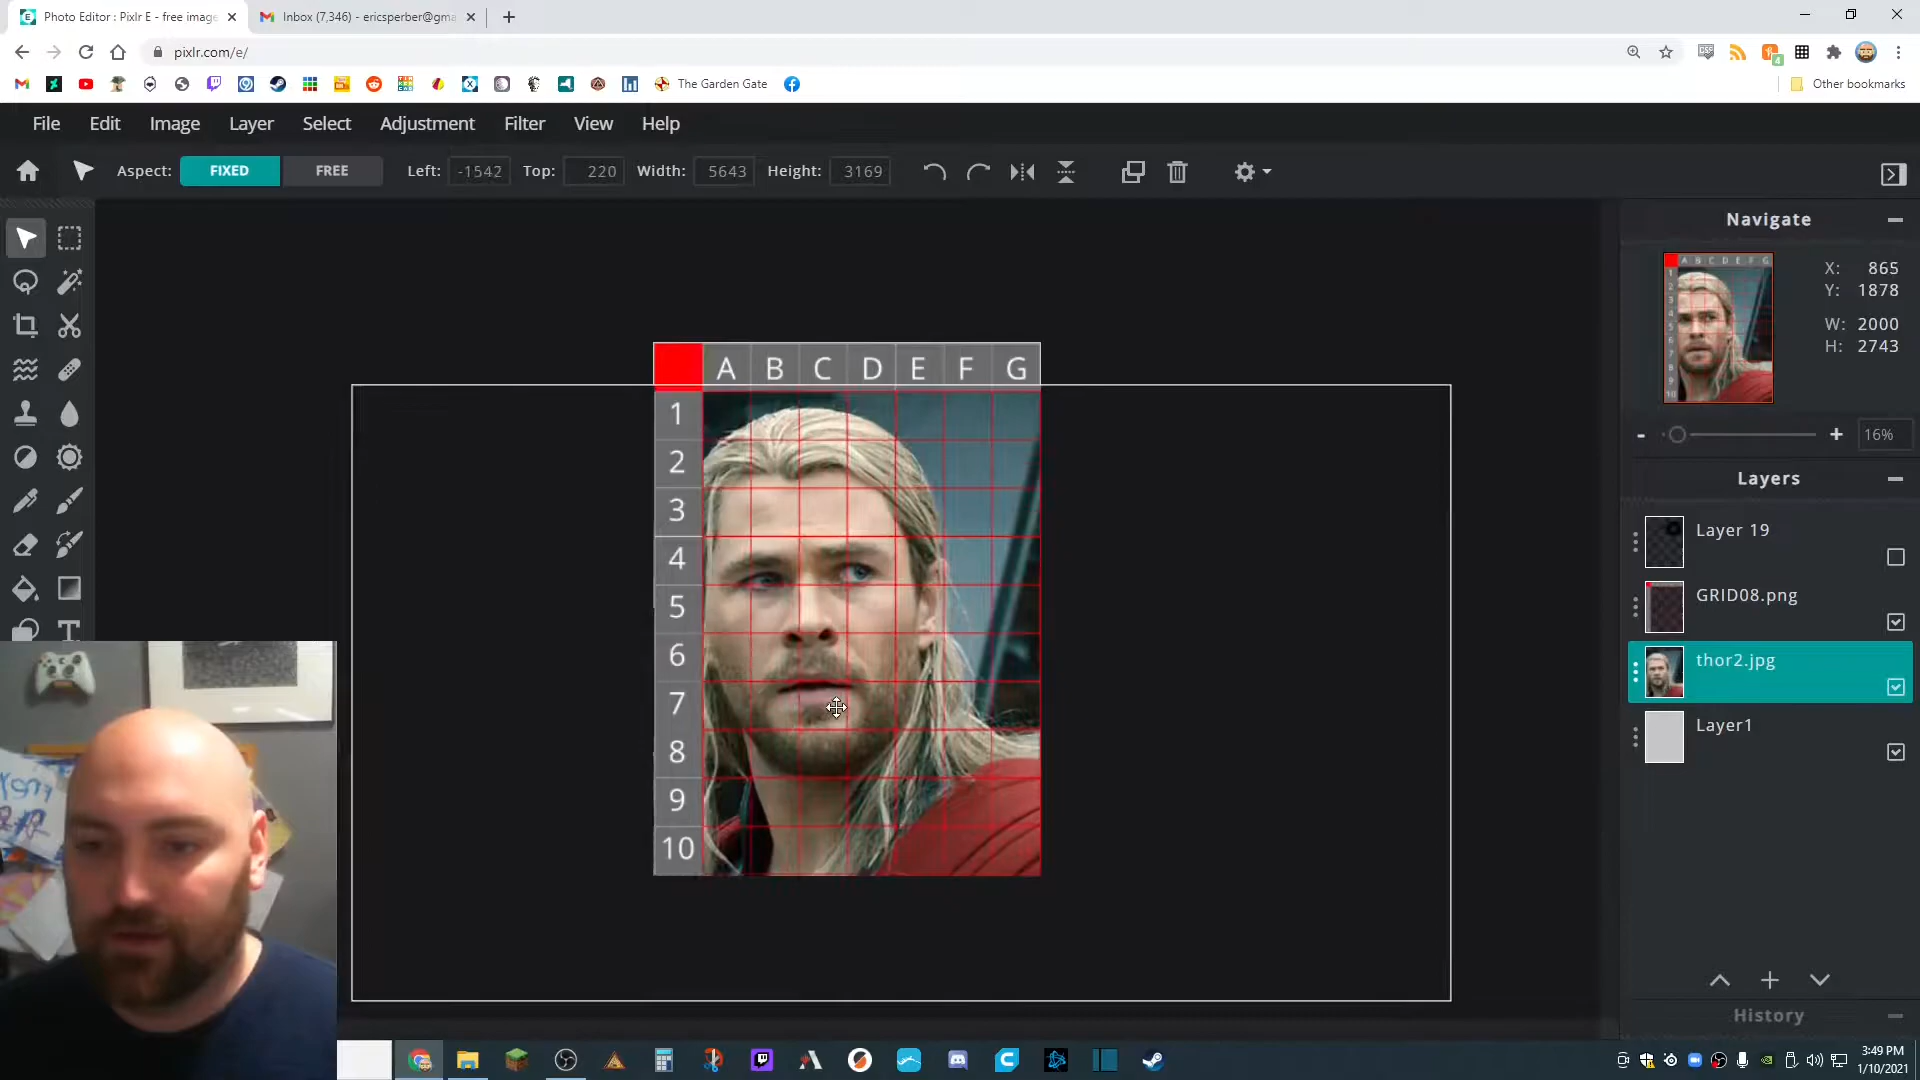 Photo Editor : Pixlr E - free image
Inbox (7,346) - ericsperber@gma
pixlr.com/e/
The Garden Gate
Other bookmarks
File Edit Image Layer Select Adjustment Filter View Help
Aspect: FIXED FREE Left: -1542 Top: 220 Width: 5643 Height: 3169
Navigate
X: 865
Y: 1878
W: 2000
H: 2743
16%
A B C D E F G
1
2
3
4
5
6
7
8
9
10
Layers
Layer 19
GRID08.png
thor2.jpg
Layer1
History
3:49 PM
1/10/2021